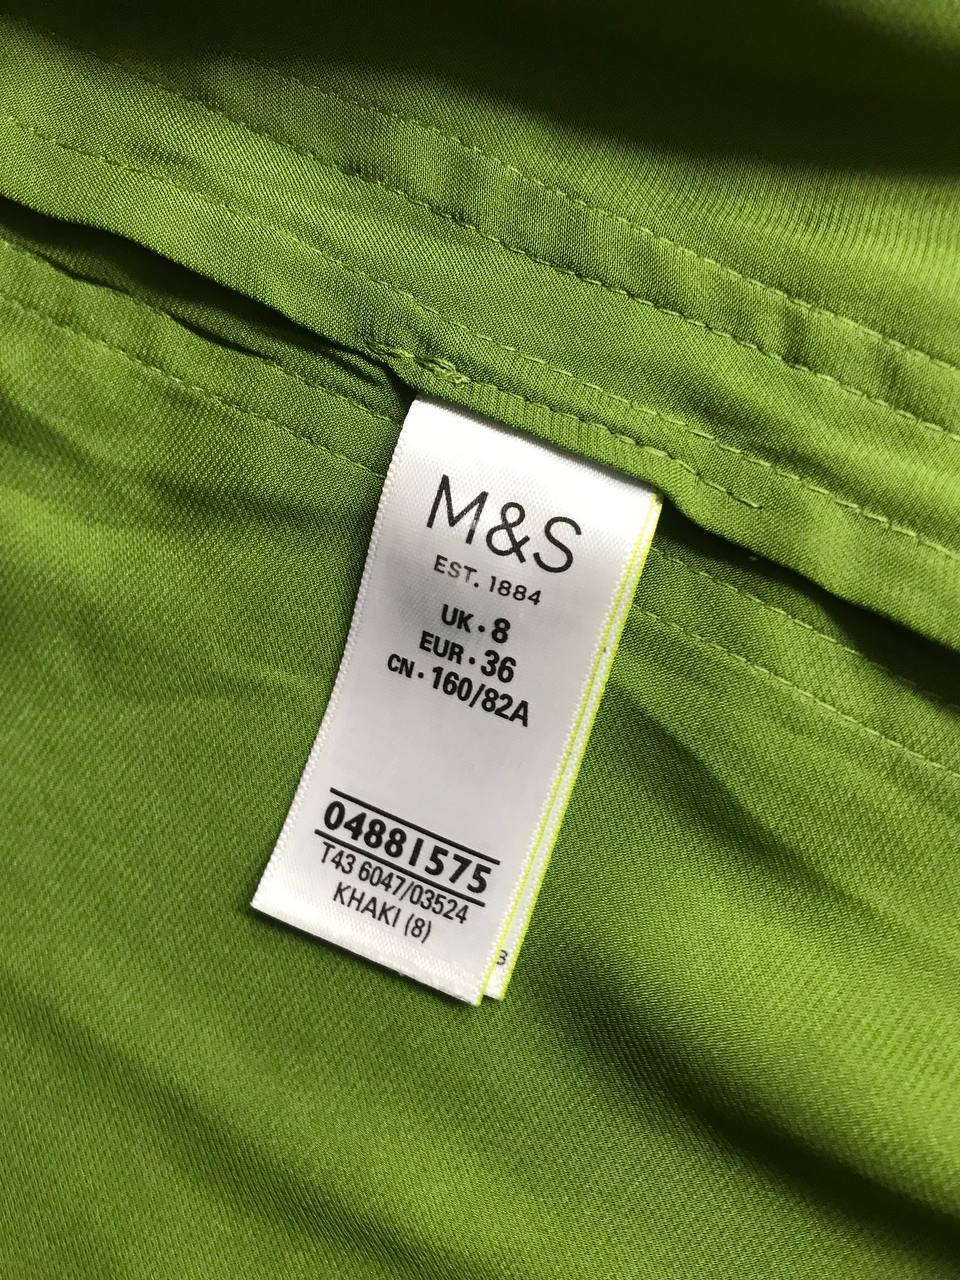 M&S
EST. 1884
UK · 8
EUR · 36
CN · 160/82A
04881575
T43 6047/03524
KHAKI (8)